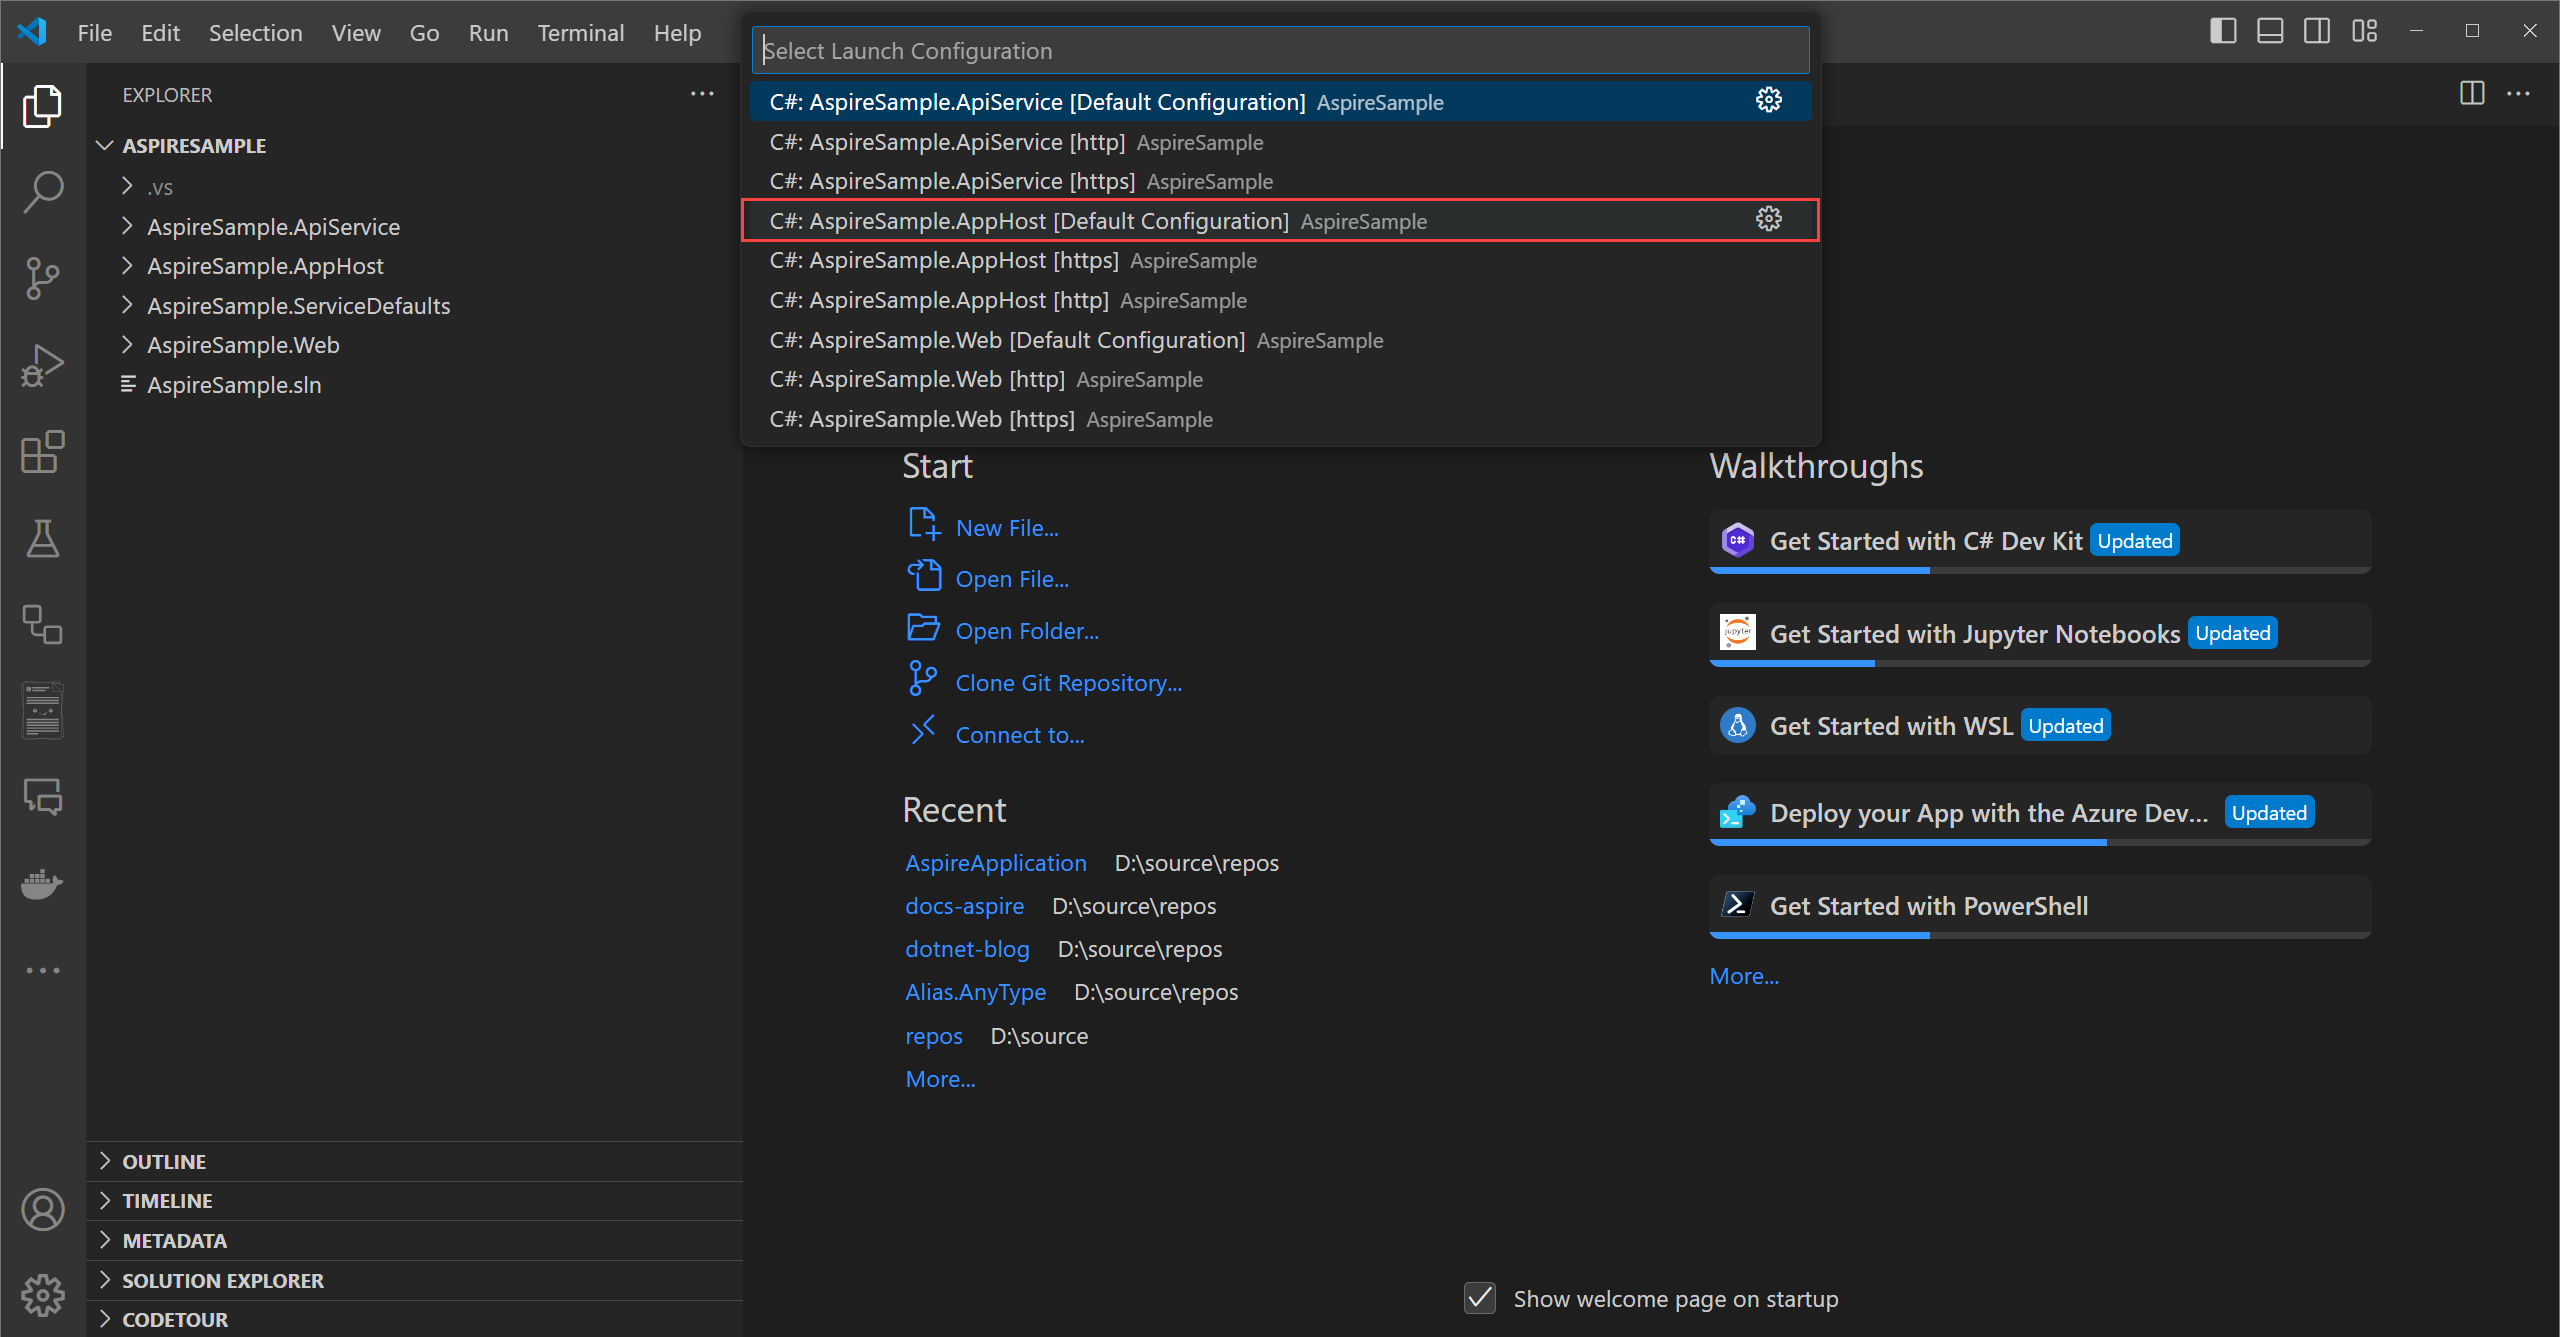 File Edit Selection View Go Run Terminal Help
Select Launch Configuration
C#: AspireSample.ApiService [Default Configuration] AspireSample
C#: AspireSample.ApiService [http] AspireSample
C#: AspireSample.ApiService [https] AspireSample
C#: AspireSample.AppHost [Default Configuration] AspireSample
C#: AspireSample.AppHost [https] AspireSample
C#: AspireSample.AppHost [http] AspireSample
C#: AspireSample.Web [Default Configuration] AspireSample
C#: AspireSample.Web [http] AspireSample
C#: AspireSample.Web [https] AspireSample
EXPLORER
ASPIRESAMPLE
.vs
AspireSample.ApiService
AspireSample.AppHost
AspireSample.ServiceDefaults
AspireSample.Web
AspireSample.sln
OUTLINE
TIMELINE
METADATA
SOLUTION EXPLORER
CODETOUR
Start
New File...
Open File...
Open Folder...
Clone Git Repository...
Connect to...
Recent
AspireApplication D:\source\repos
docs-aspire D:\source\repos
dotnet-blog D:\source\repos
Alias.AnyType D:\source\repos
repos D:\source
More...
Walkthroughs
C# Get Started with C# Dev Kit Updated
jupyter Get Started with Jupyter Notebooks Updated
Get Started with WSL Updated
Deploy your App with the Azure Dev... Updated
Get Started with PowerShell
More...
Show welcome page on startup